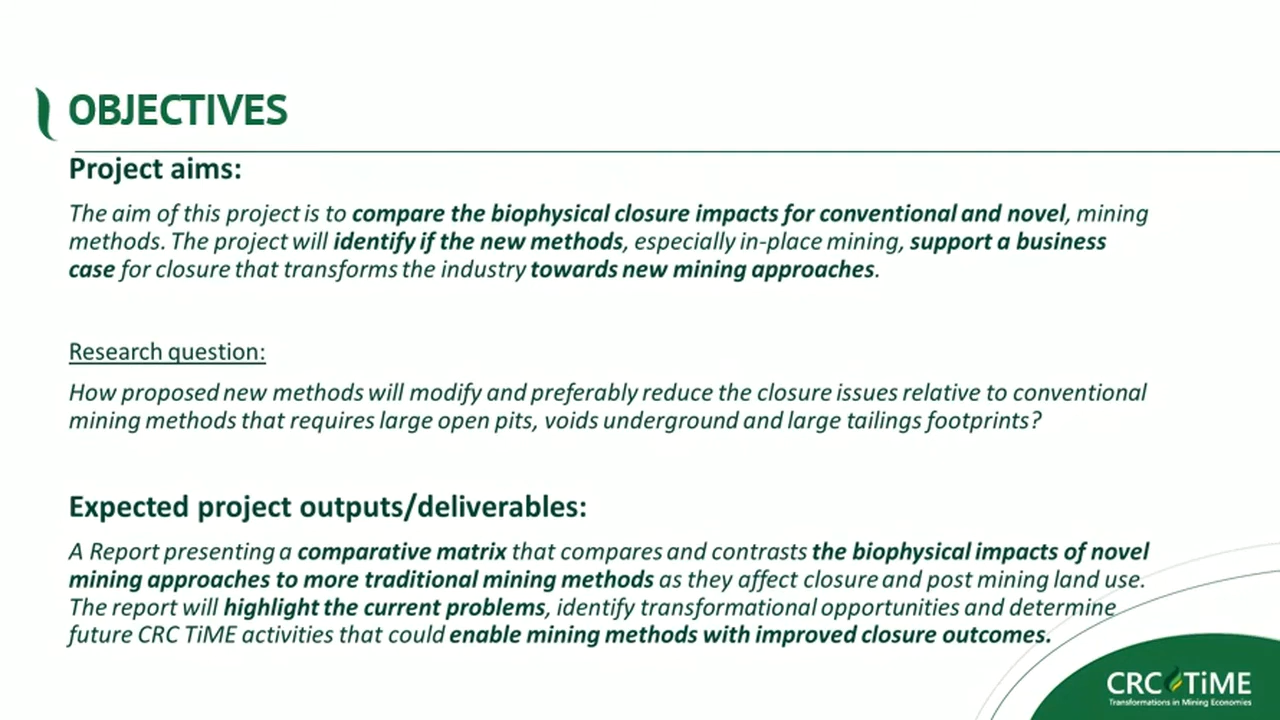 OBJECTIVES
Project aims:
The aim of this project is to compare the biophysical closure impacts for conventional and novel, mining
methods. The project will identify if the new methods, especially in-place mining, support a business
case for closure that transforms the industry towards new mining approaches.
Research question:
How proposed new methods will modify and preferably reduce the closure issues relative to conventional
mining methods that requires large open pits, voids underground and large tailings footprints?
Expected project outputs/deliverables:
A Report presenting a comparative matrix that compares and contrasts the biophysical impacts of novel
mining approaches to more traditional mining methods as they affect closure and post mining land use.
The report will highlight the current problems, identify transformational opportunities and determine
future CRC TiME activities that could enable mining methods with improved closure outcomes.
CRC TiME
Transformations in Mining Economies